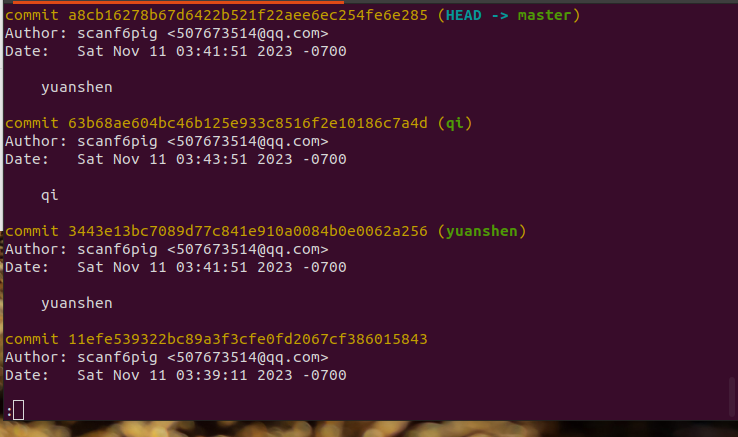 commit a8cb16278b67d6422b521f22aee6ec254fe6e285 (HEAD -> master)
Author: scanf6pig <507673514@qq.com>
Date:   Sat Nov 11 03:41:51 2023 -0700
yuanshen
commit 63b68ae604bc46b125e933c8516f2e10186c7a4d (qi)
Author: scanf6pig <507673514@qq.com>
Date:   Sat Nov 11 03:43:51 2023 -0700
qi
commit 3443e13bc7089d77c841e910a0084b0e0062a256 (yuanshen)
Author: scanf6pig <507673514@qq.com>
Date:   Sat Nov 11 03:41:51 2023 -0700
yuanshen
commit 11efe539322bc89a3f3cfe0fd2067cf386015843
Author: scanf6pig <507673514@qq.com>
Date:   Sat Nov 11 03:39:11 2023 -0700
: